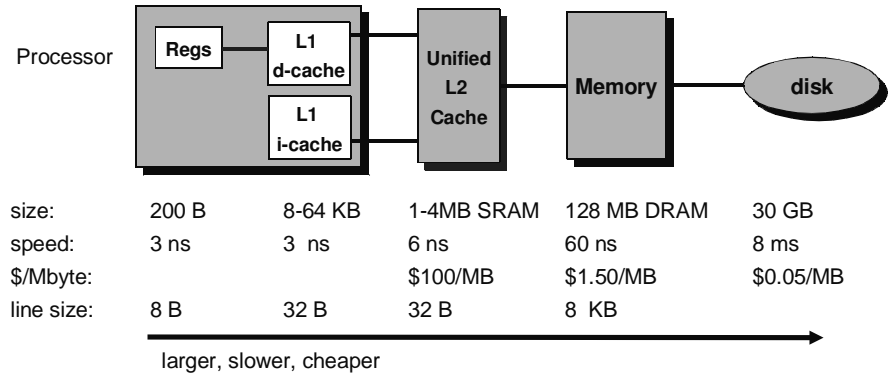 Processor
Regs
L1
d-cache
L1
i-cache
Unified
L2
Cache
Memory
disk
size: 200 B 8-64 KB 1-4MB SRAM 128 MB DRAM 30 GB
speed: 3 ns 3 ns 6 ns 60 ns 8 ms
$/Mbyte: $100/MB $1.50/MB $0.05/MB
line size: 8 B 32 B 32 B 8 KB
larger, slower, cheaper